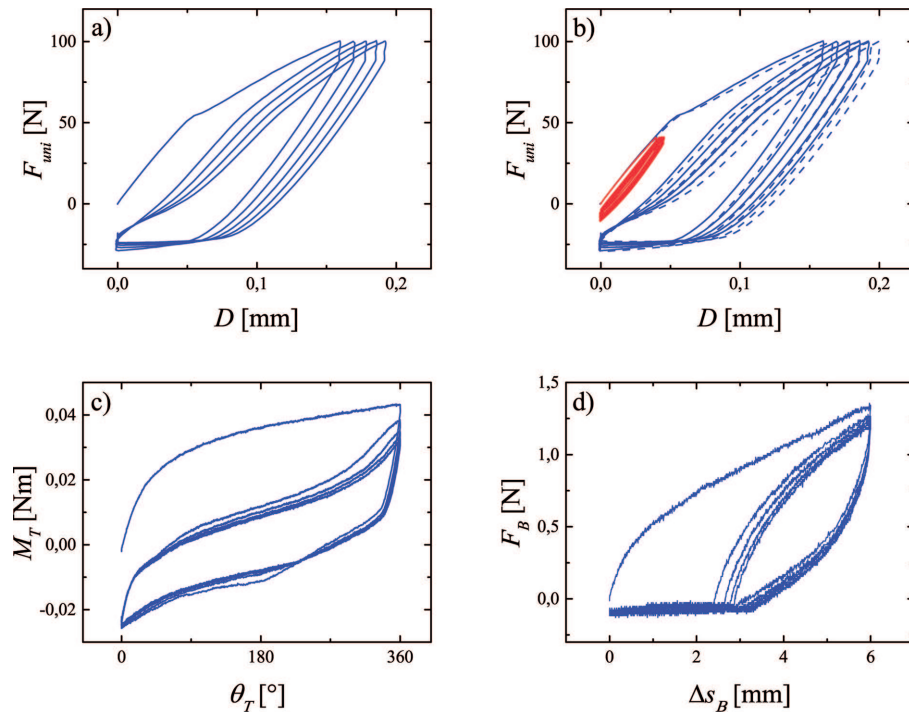 a)
100
50
0
F_uni [N]
0,0
0,1
0,2
D [mm]
b)
100
50
0
F_uni [N]
0,0
0,1
0,2
D [mm]
c)
0,04
0,02
0,00
-0,02
M_T [Nm]
0
180
360
θ_T [°]
d)
1,5
1,0
0,5
0,0
F_B [N]
0
2
4
6
Δs_B [mm]